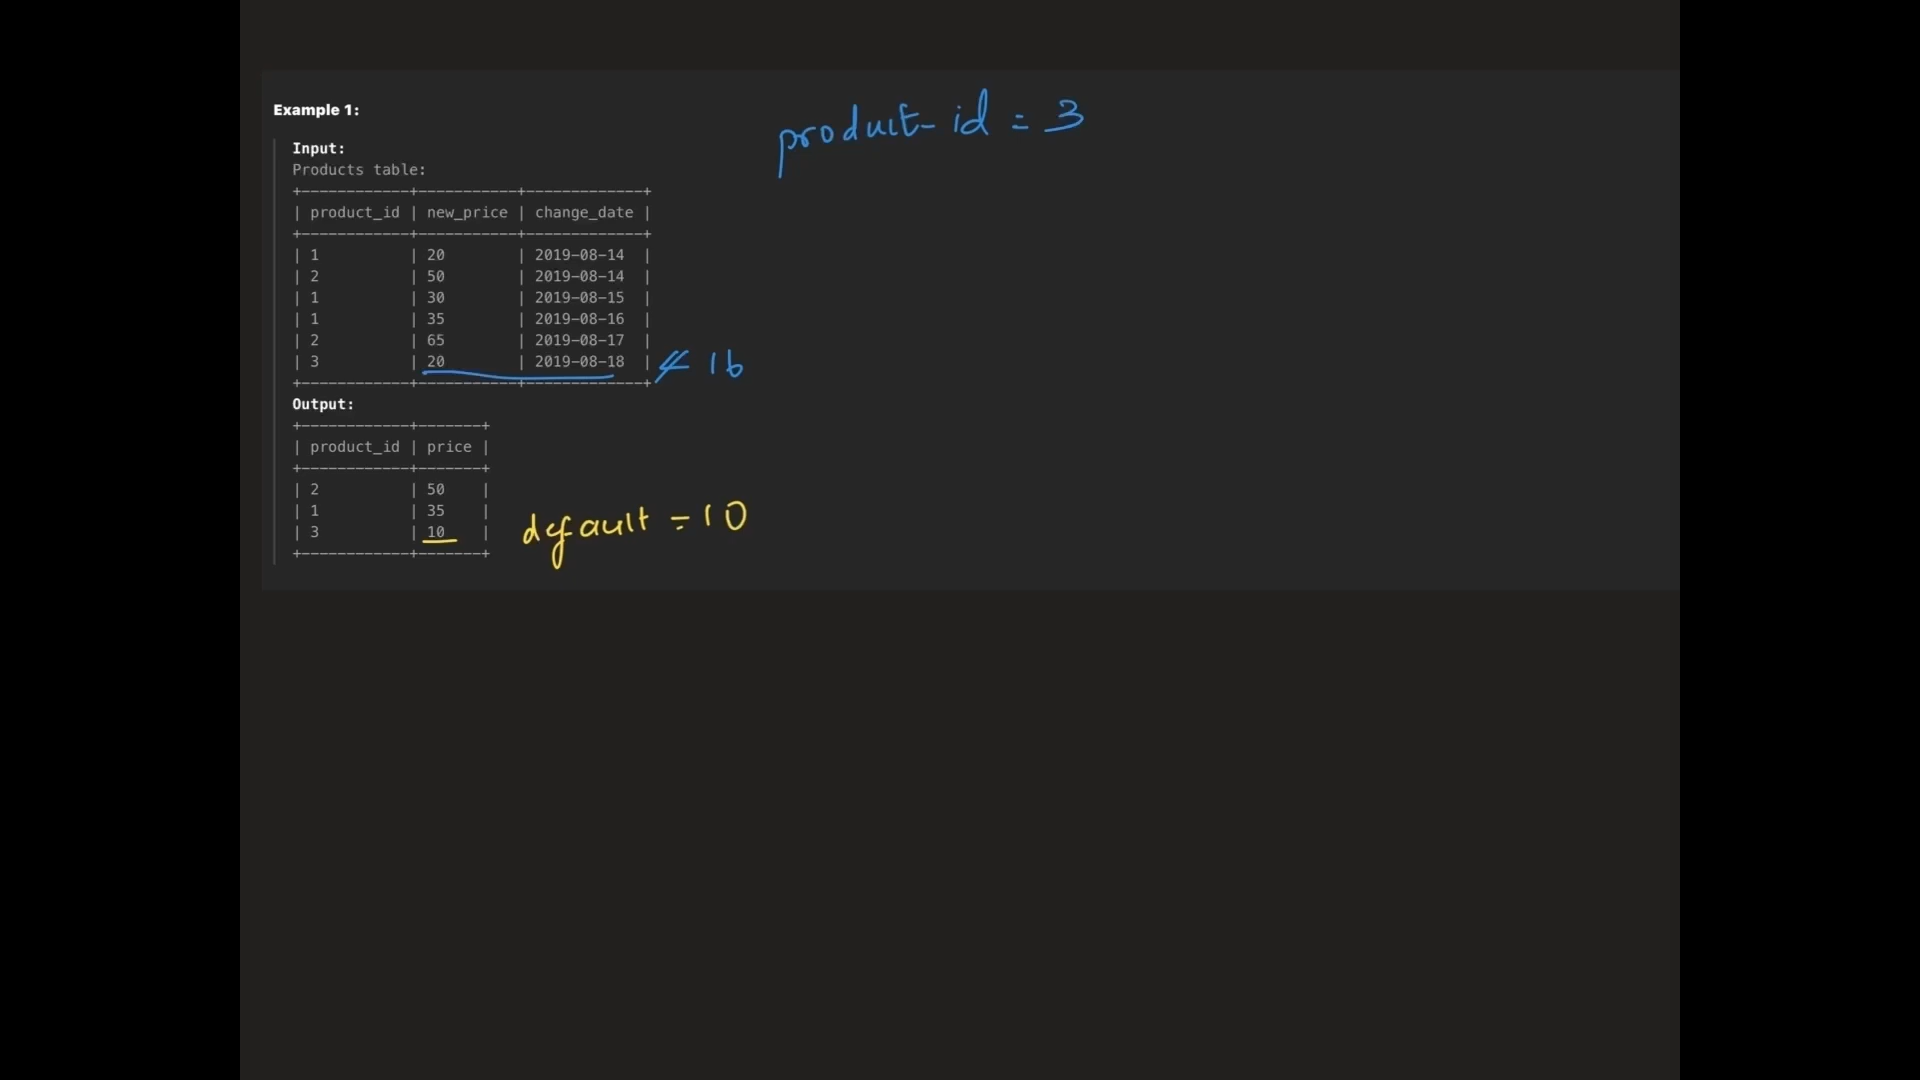 Example 1:
product_id = 3
Input:
Products table:
+------------+-----------+-------------+
| product_id | new_price | change_date |
+------------+-----------+-------------+
| 1 | 20 | 2019-08-14 |
| 2 | 50 | 2019-08-14 |
| 1 | 30 | 2019-08-15 |
| 1 | 35 | 2019-08-16 |
| 2 | 65 | 2019-08-17 |
| 3 | 20 | 2019-08-18 | 16
+------------+-----------+-------------+
Output:
+------------+-------+
| product_id | price |
+------------+-------+
| 2 | 50 |
| 1 | 35 |
| 3 | 10 | default = 10
+------------+-------+